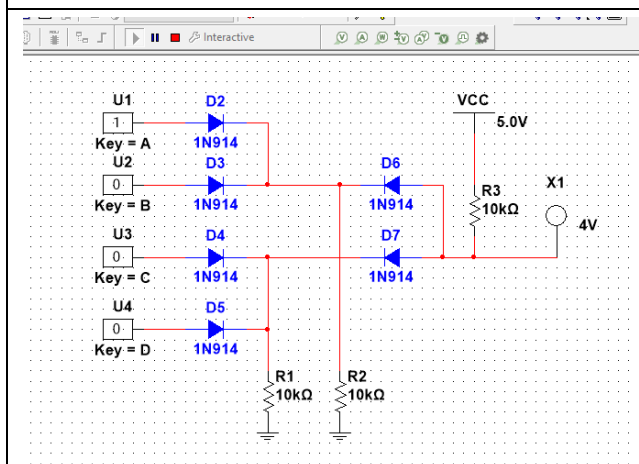 Interactive
U1
1
Key = A
D2
1N914
U2
0
Key = B
D3
1N914
U3
0
Key = C
D4
1N914
U4
0
Key = D
D5
1N914
D6
1N914
D7
1N914
VCC
5.0V
R3
10kΩ
X1
4V
R1
10kΩ
R2
10kΩ